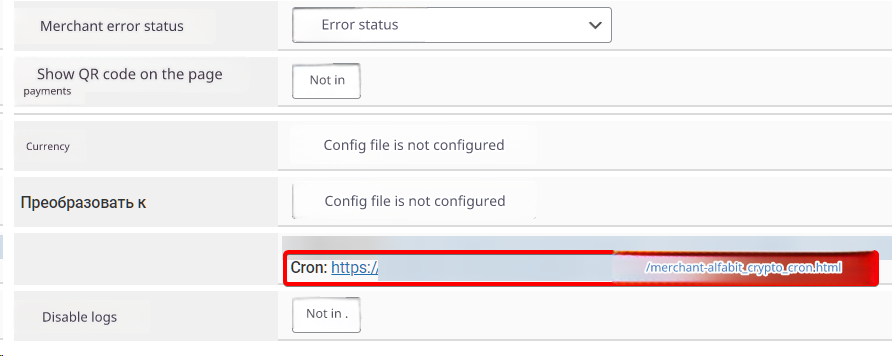 Merchant error status
Error status
Show QR code on the page
payments
Not in
Currency
Config file is not configured
Преобразовать к
Config file is not configured
Cron: https:// /merchant-alfabit_crypto_cron.html
Disable logs
Not in .